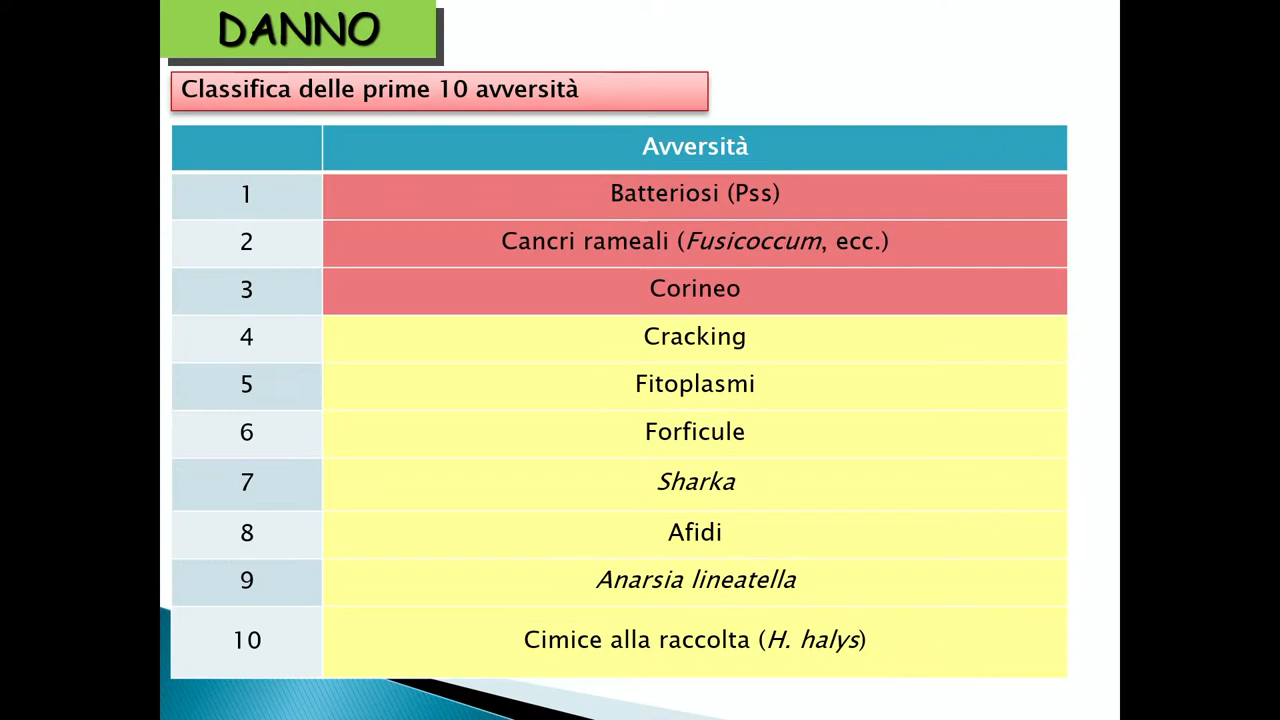 DANNO
Classifica delle prime 10 avversità
Avversità
1 Batteriosi (Pss)
2 Cancri rameali (Fusicoccum, ecc.)
3 Corineo
4 Cracking
5 Fitoplasmi
6 Forficule
7 Sharka
8 Afidi
9 Anarsia lineatella
10 Cimice alla raccolta (H. halys)